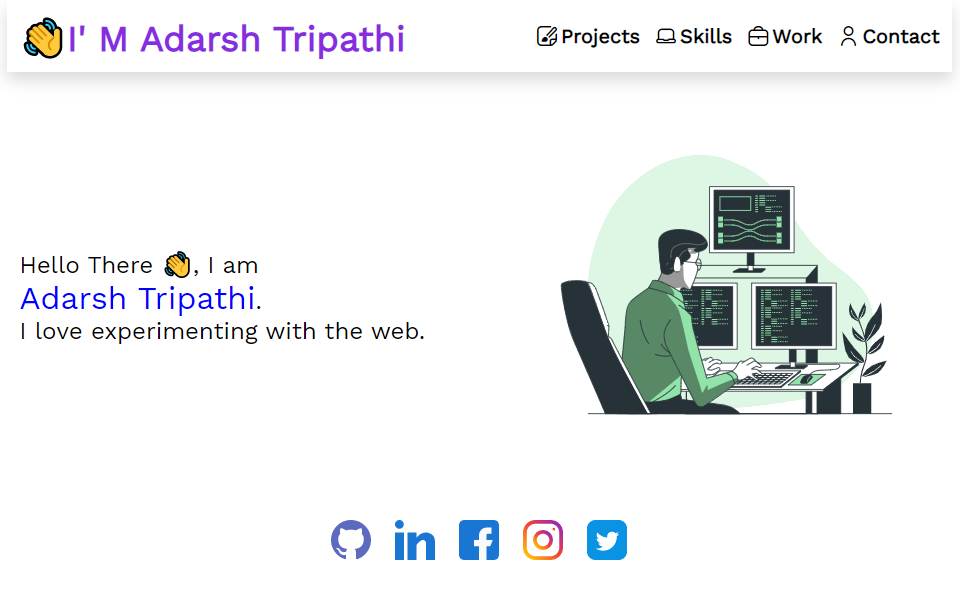 👋I' M Adarsh Tripathi
Projects Skills Work Contact
Hello There 👋, I am
Adarsh Tripathi.
I love experimenting with the web.